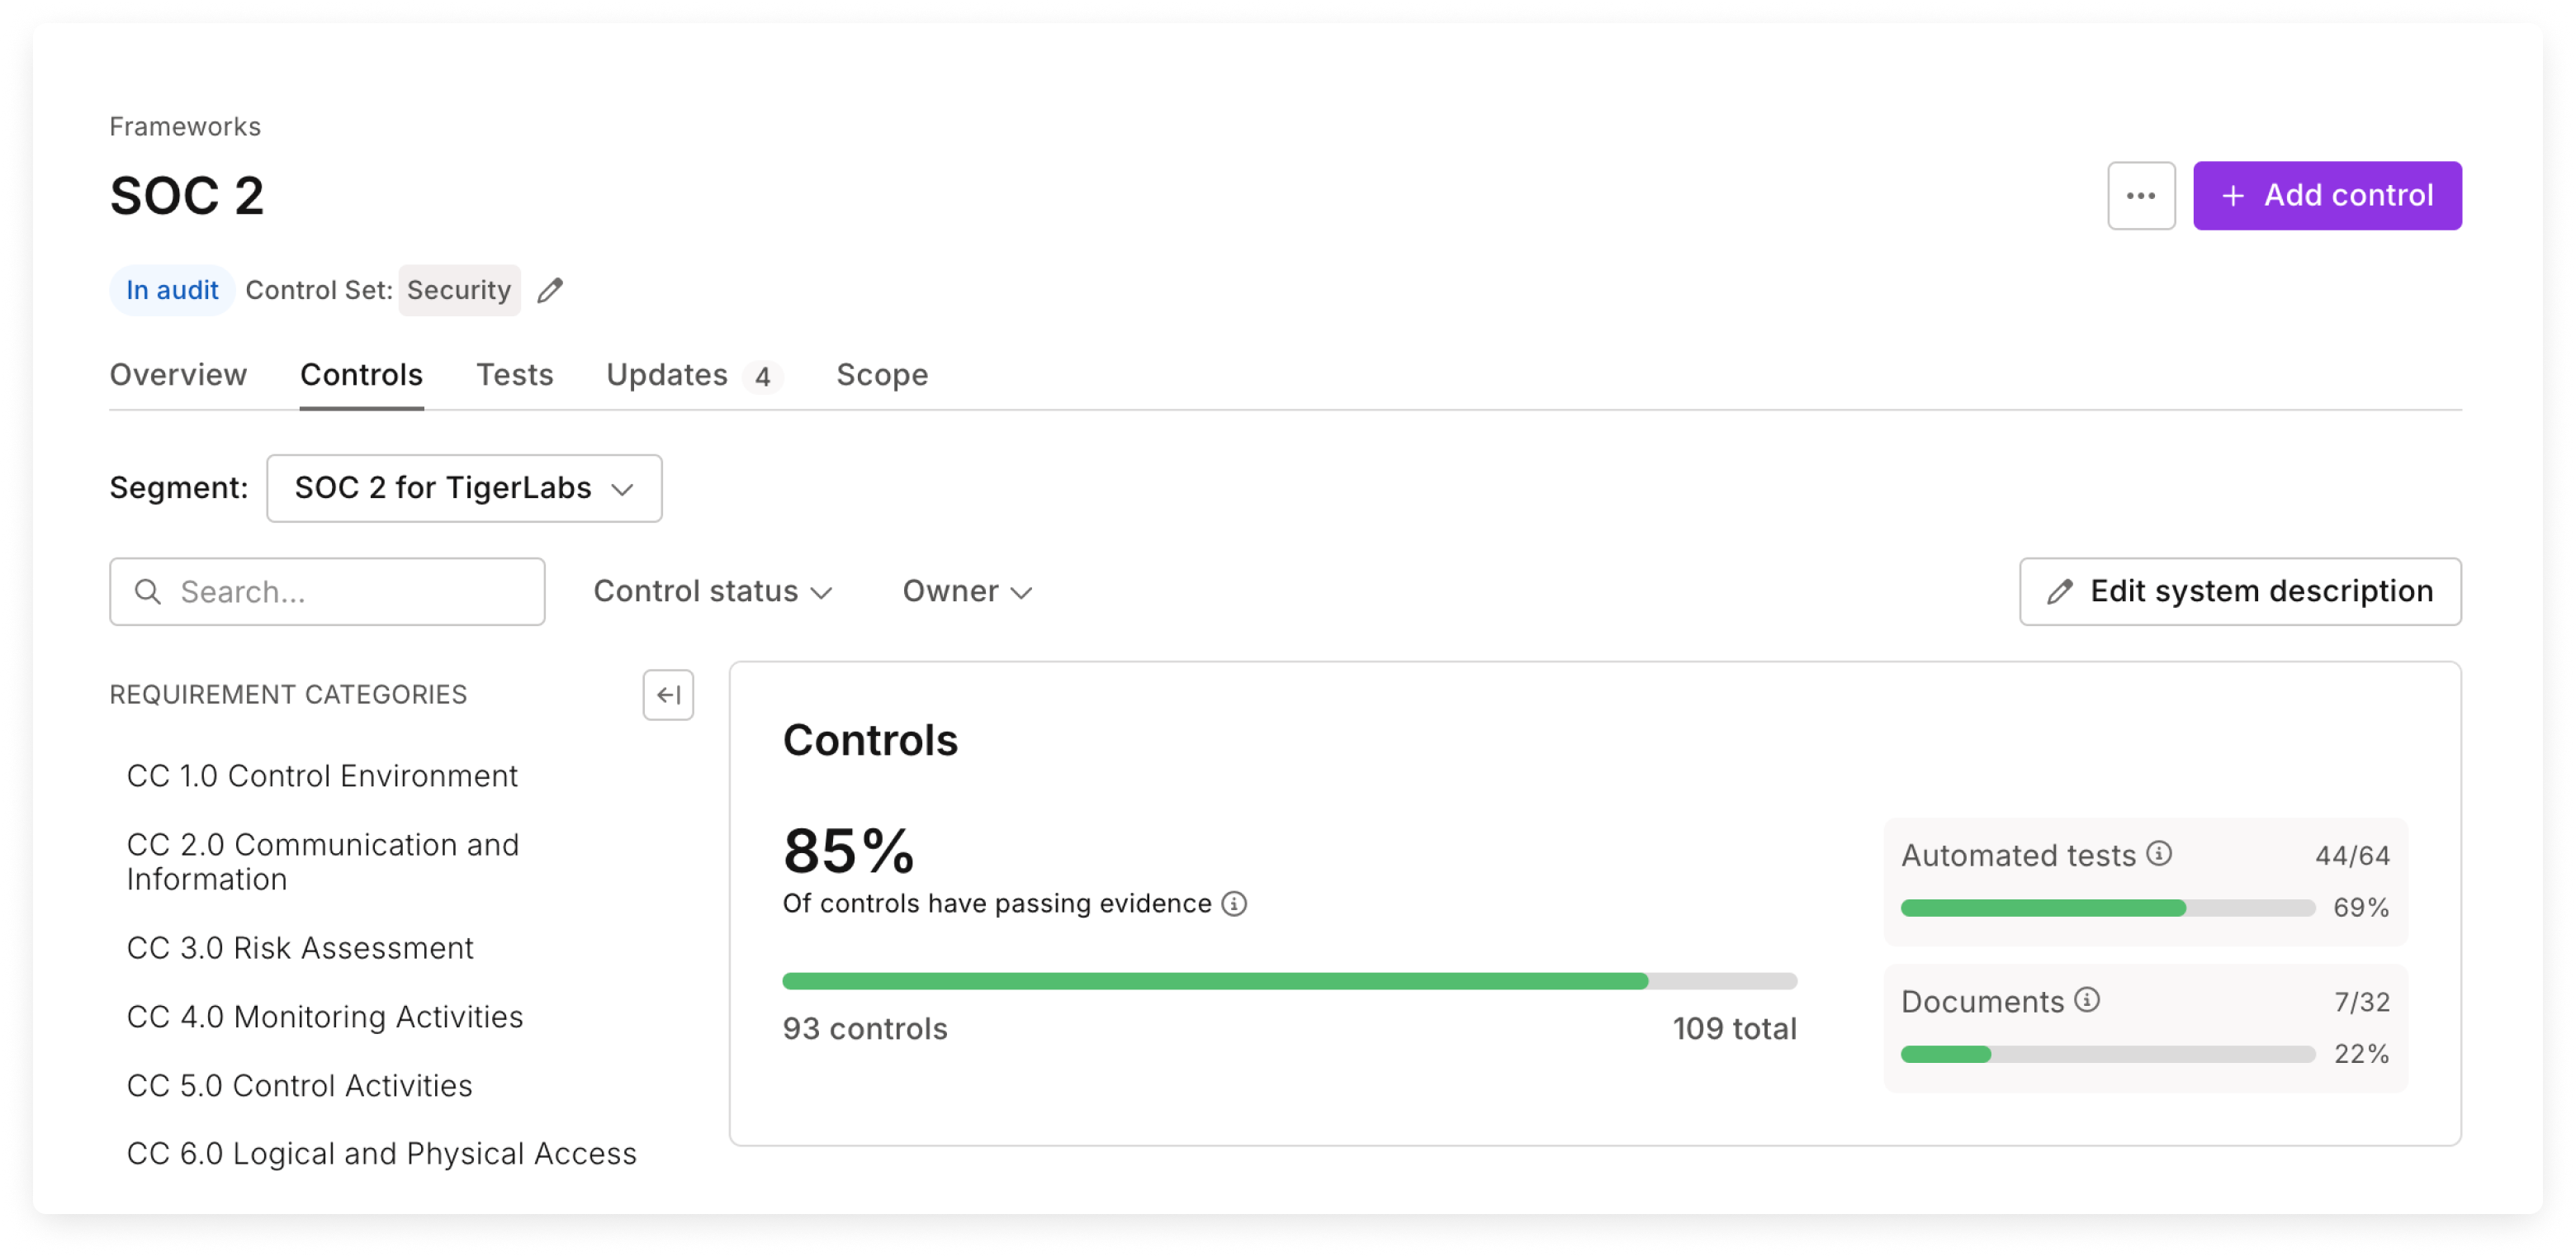 Frameworks
SOC 2
Add control
In audit Control Set: Security
Overview Controls Tests Updates 4 Scope
Segment: SOC 2 for TigerLabs
Search... Control status Owner Edit system description
REQUIREMENT CATEGORIES
CC 1.0 Control Environment
CC 2.0 Communication and
Information
CC 3.0 Risk Assessment
CC 4.0 Monitoring Activities
CC 5.0 Control Activities
CC 6.0 Logical and Physical Access
Controls
85%
Of controls have passing evidence
93 controls 109 total
Automated tests 44/64
69%
Documents 7/32
22%